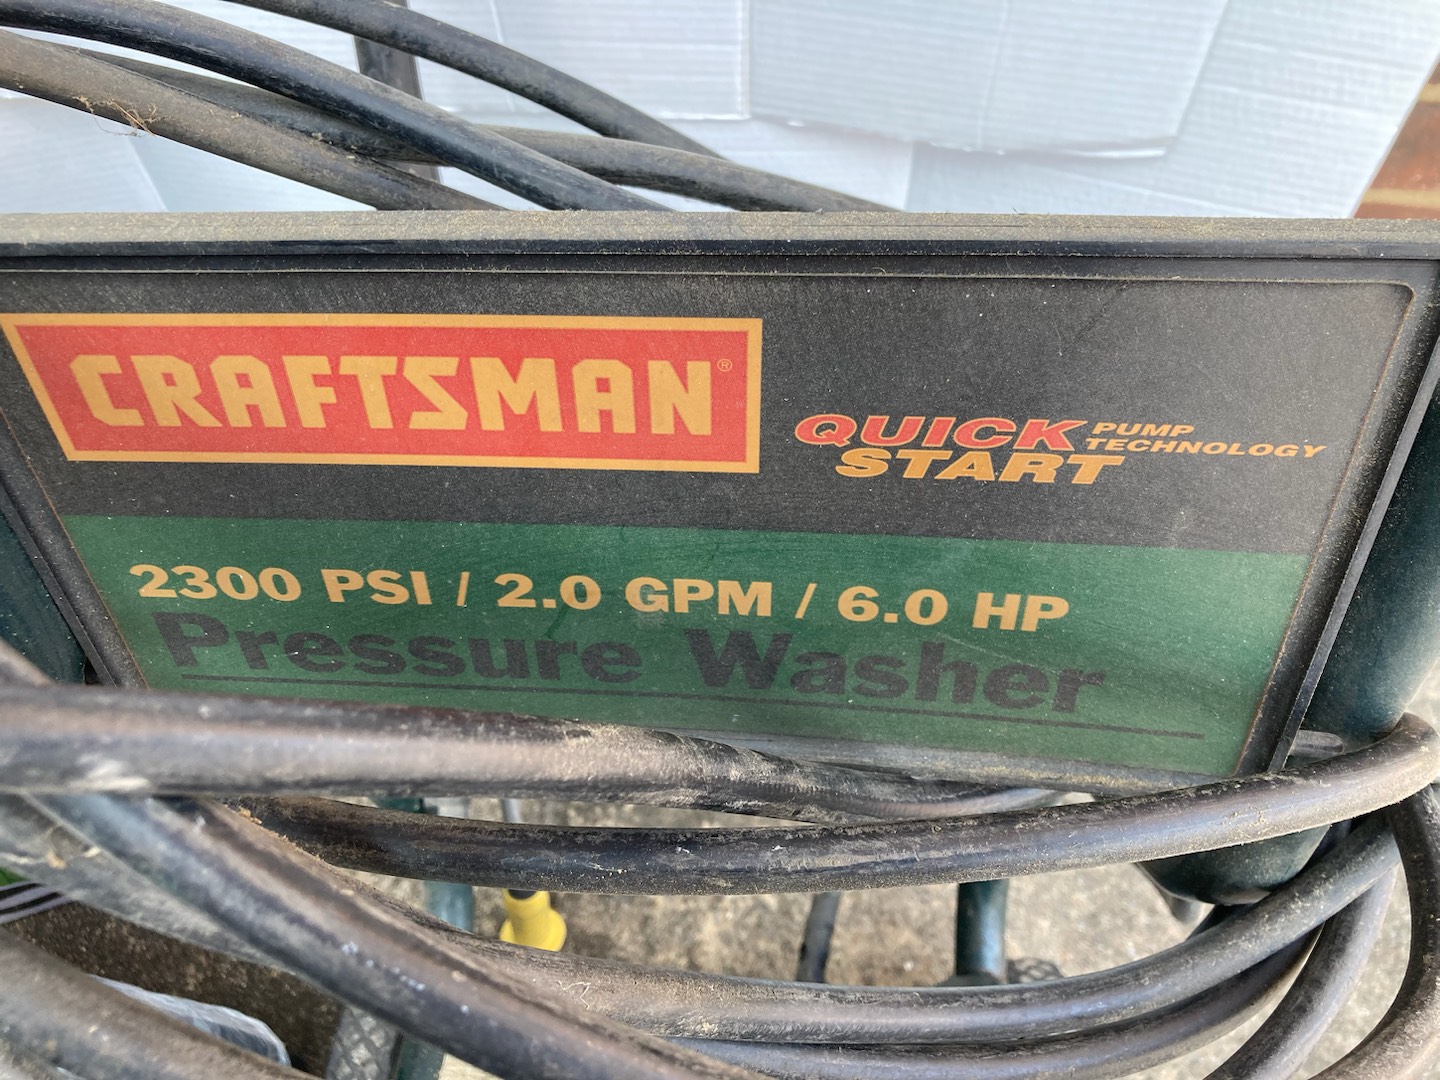 CRAFTSMAN®
QUICK PUMP
START TECHNOLOGY
2300 PSI / 2.0 GPM / 6.0 HP
Pressure Washer